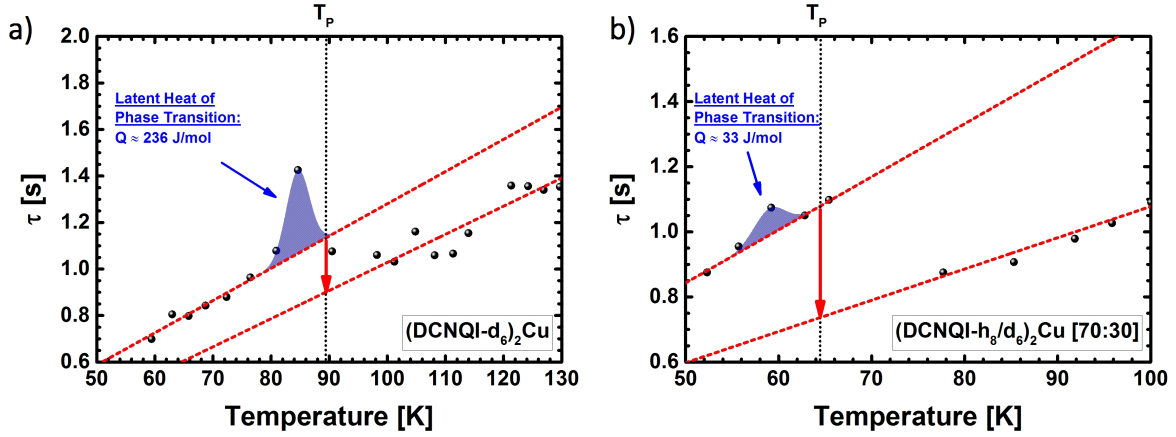 a)
T_P
2.0
1.8
1.6
1.4
1.2
1.0
0.8
0.6
τ [s]
Latent Heat of
Phase Transition:
Q ≈ 236 J/mol
(DCNQI-d₆)₂Cu
50 60 70 80 90 100 110 120 130
Temperature [K]
b)
T_P
1.6
1.4
1.2
1.0
0.8
0.6
τ [s]
Latent Heat of
Phase Transition:
Q ≈ 33 J/mol
(DCNQI-h₈/d₆)₂Cu [70:30]
50 60 70 80 90 100
Temperature [K]